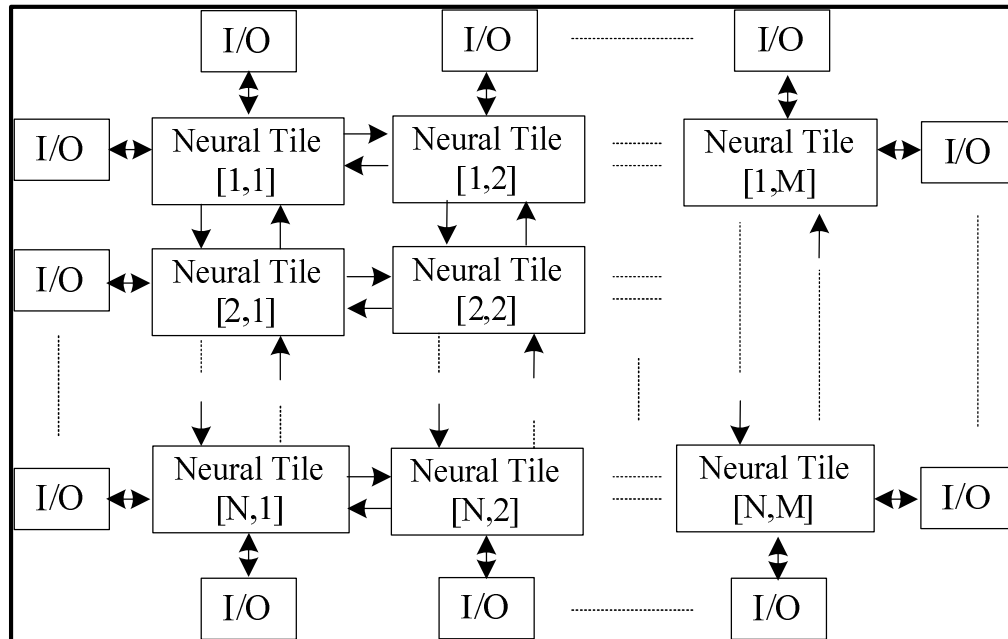 I/O
I/O
I/O
I/O
Neural Tile
[1,1]
Neural Tile
[1,2]
Neural Tile
[1,M]
I/O
I/O
Neural Tile
[2,1]
Neural Tile
[2,2]
I/O
Neural Tile
[N,1]
Neural Tile
[N,2]
Neural Tile
[N,M]
I/O
I/O
I/O
I/O